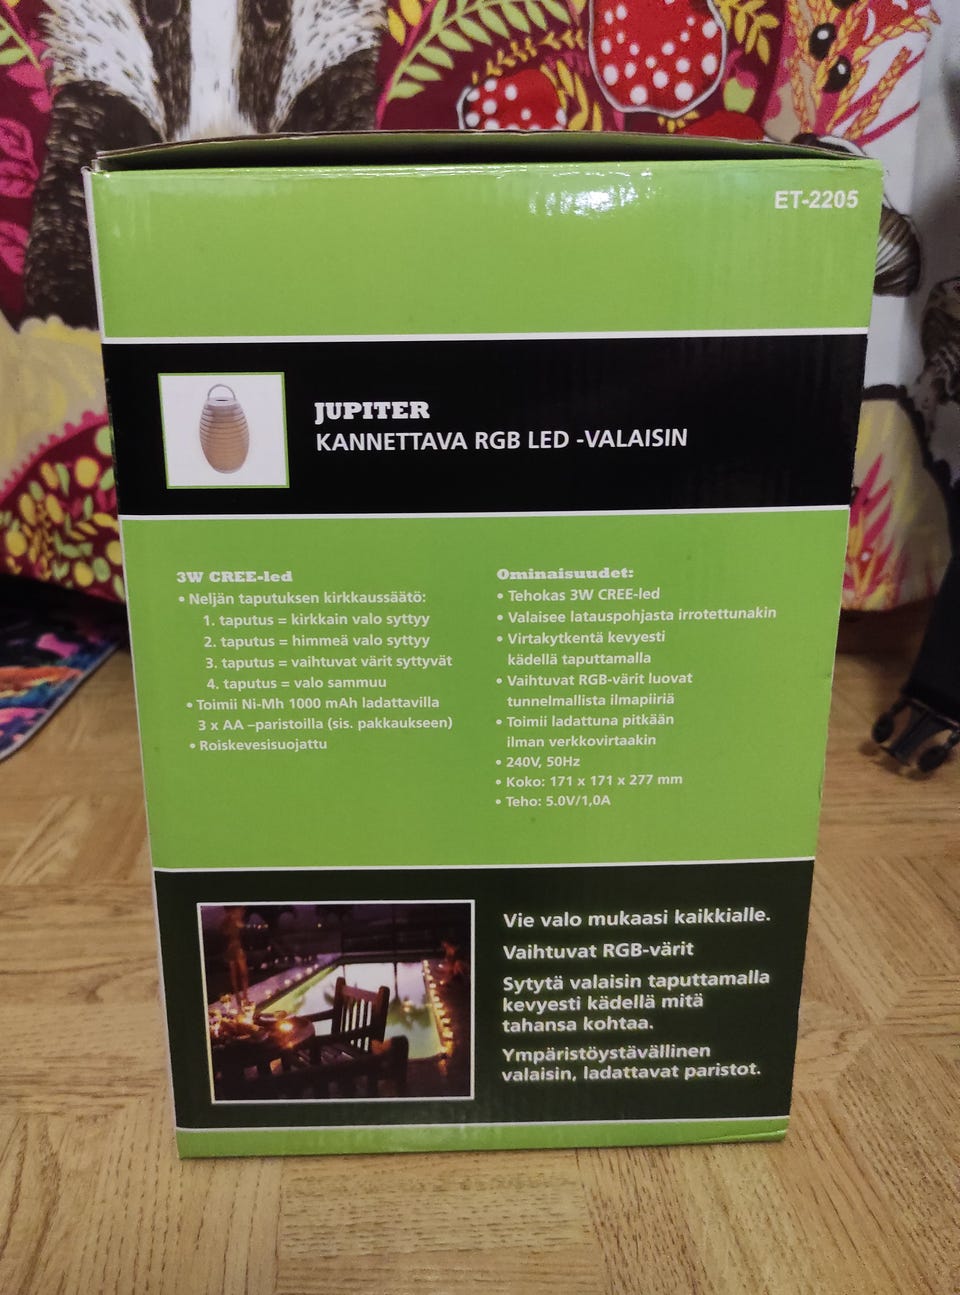 ET-2205
JUPITER
KANNETTAVA RGB LED -VALAISIN
3W CREE-led
• Neljän taputuksen kirkkaussäätö:
1. taputus = kirkkain valo syttyy
2. taputus = himmeä valo syttyy
3. taputus = vaihtuvat värit syttyvät
4. taputus = valo sammuu
• Toimii Ni-Mh 1000 mAh ladattavilla
3 x AA –paristoilla (sis. pakkaukseen)
• Roiskevesisuojattu
Ominaisuudet:
• Tehokas 3W CREE-led
• Valaisee latauspohjasta irrotettunakin
• Virtakytkentä kevyesti
kädellä taputtamalla
• Vaihtuvat RGB-värit luovat
tunnelmallista ilmapiiriä
• Toimii ladattuna pitkään
ilman verkkovirtaakin
• 240V, 50Hz
• Koko: 171 x 171 x 277 mm
• Teho: 5.0V/1,0A
Vie valo mukaasi kaikkialle.
Vaihtuvat RGB-värit
Sytytä valaisin taputtamalla
kevyesti kädellä mitä
tahansa kohtaa.
Ympäristöystävällinen
valaisin, ladattavat paristot.